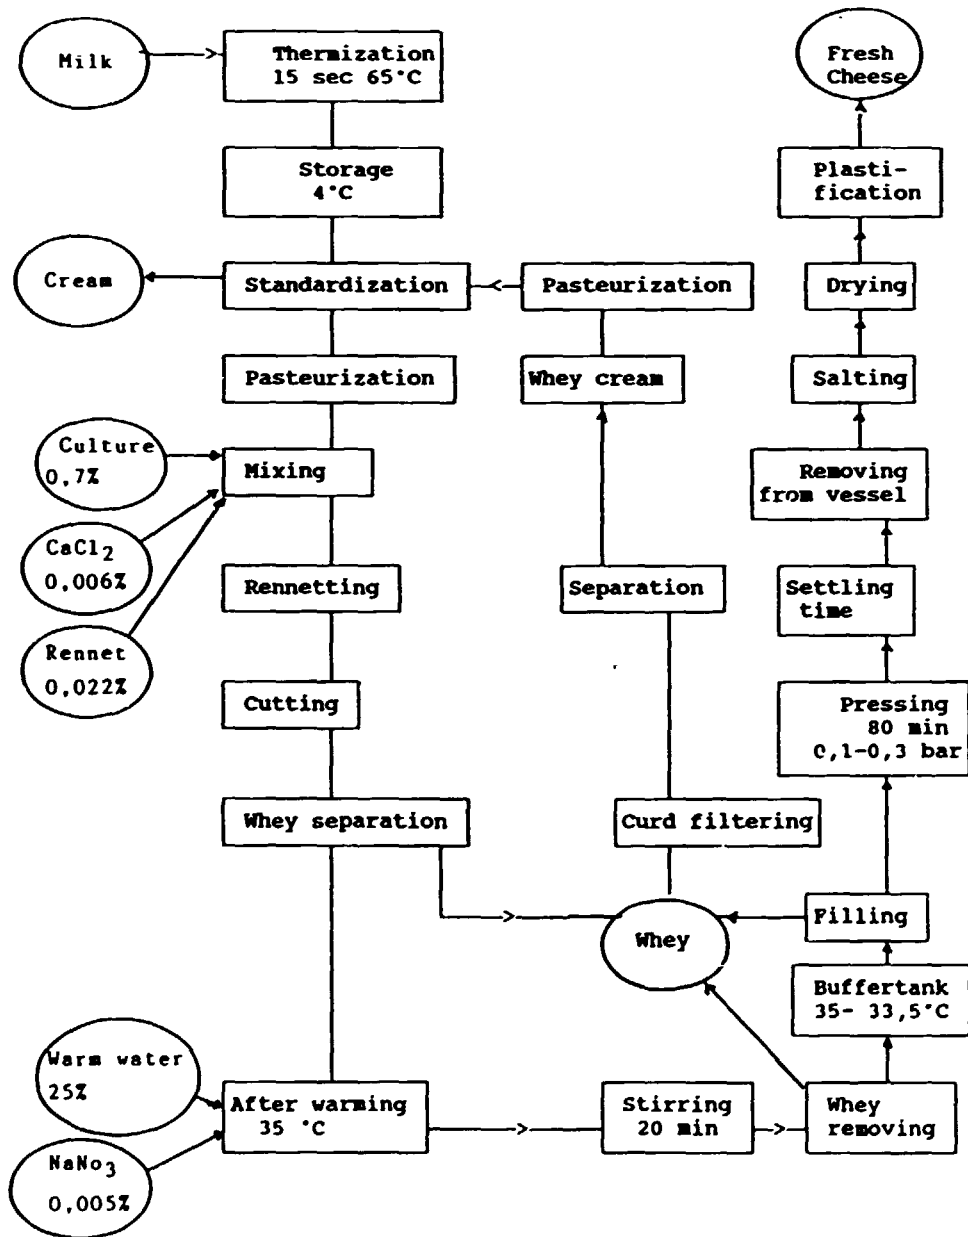 Milk
Thermization
15 sec 65°C
Storage
4°C
Cream
Standardization
Pasteurization
Pasteurization
Whey cream
Culture
0,7%
Mixing
CaCl2
0,006%
Rennet
0,022%
Rennetting
Separation
Cutting
Whey separation
Curd filtering
Whey
Warm water
25%
NaNo3
0,005%
After warming
35 °C
Stirring
20 min
Whey
removing
Buffertank
35- 33,5°C
Filling
Pressing
80 min
0,1-0,3 bar
Settling
time
Removing
from vessel
Salting
Drying
Plasti-
fication
Fresh
Cheese